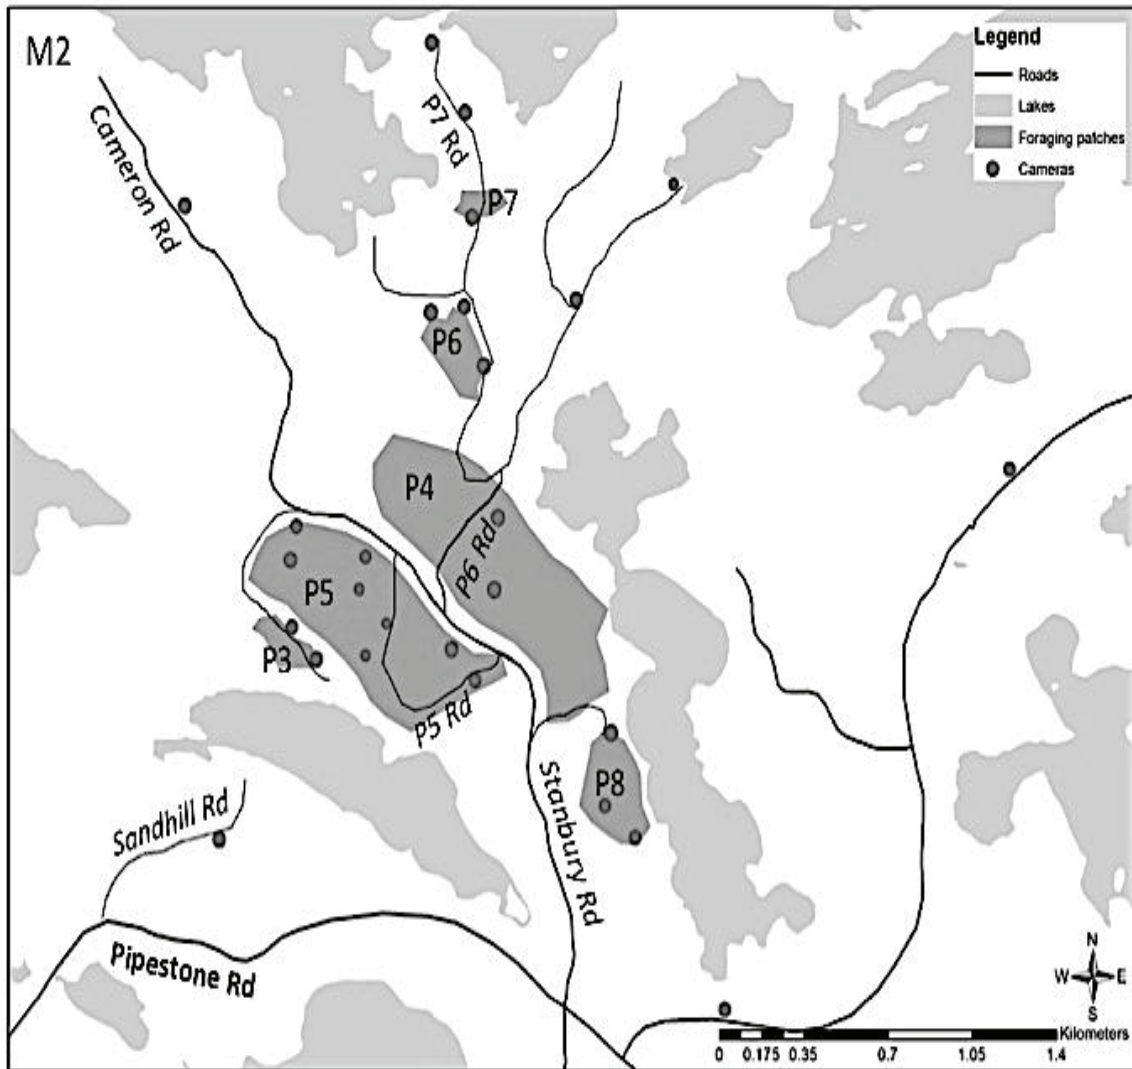 M2
Legend
Roads
Lakes
Foraging patches
Cameras
Cameron Rd
P7 Rd
P7
P6
P4
P6 Rd
P5
P3
P5 Rd
P8
Stanbury Rd
Sandhill Rd
Pipestone Rd
N
W E
S
Kilometers
0 0.175 0.35 0.7 1.05 1.4